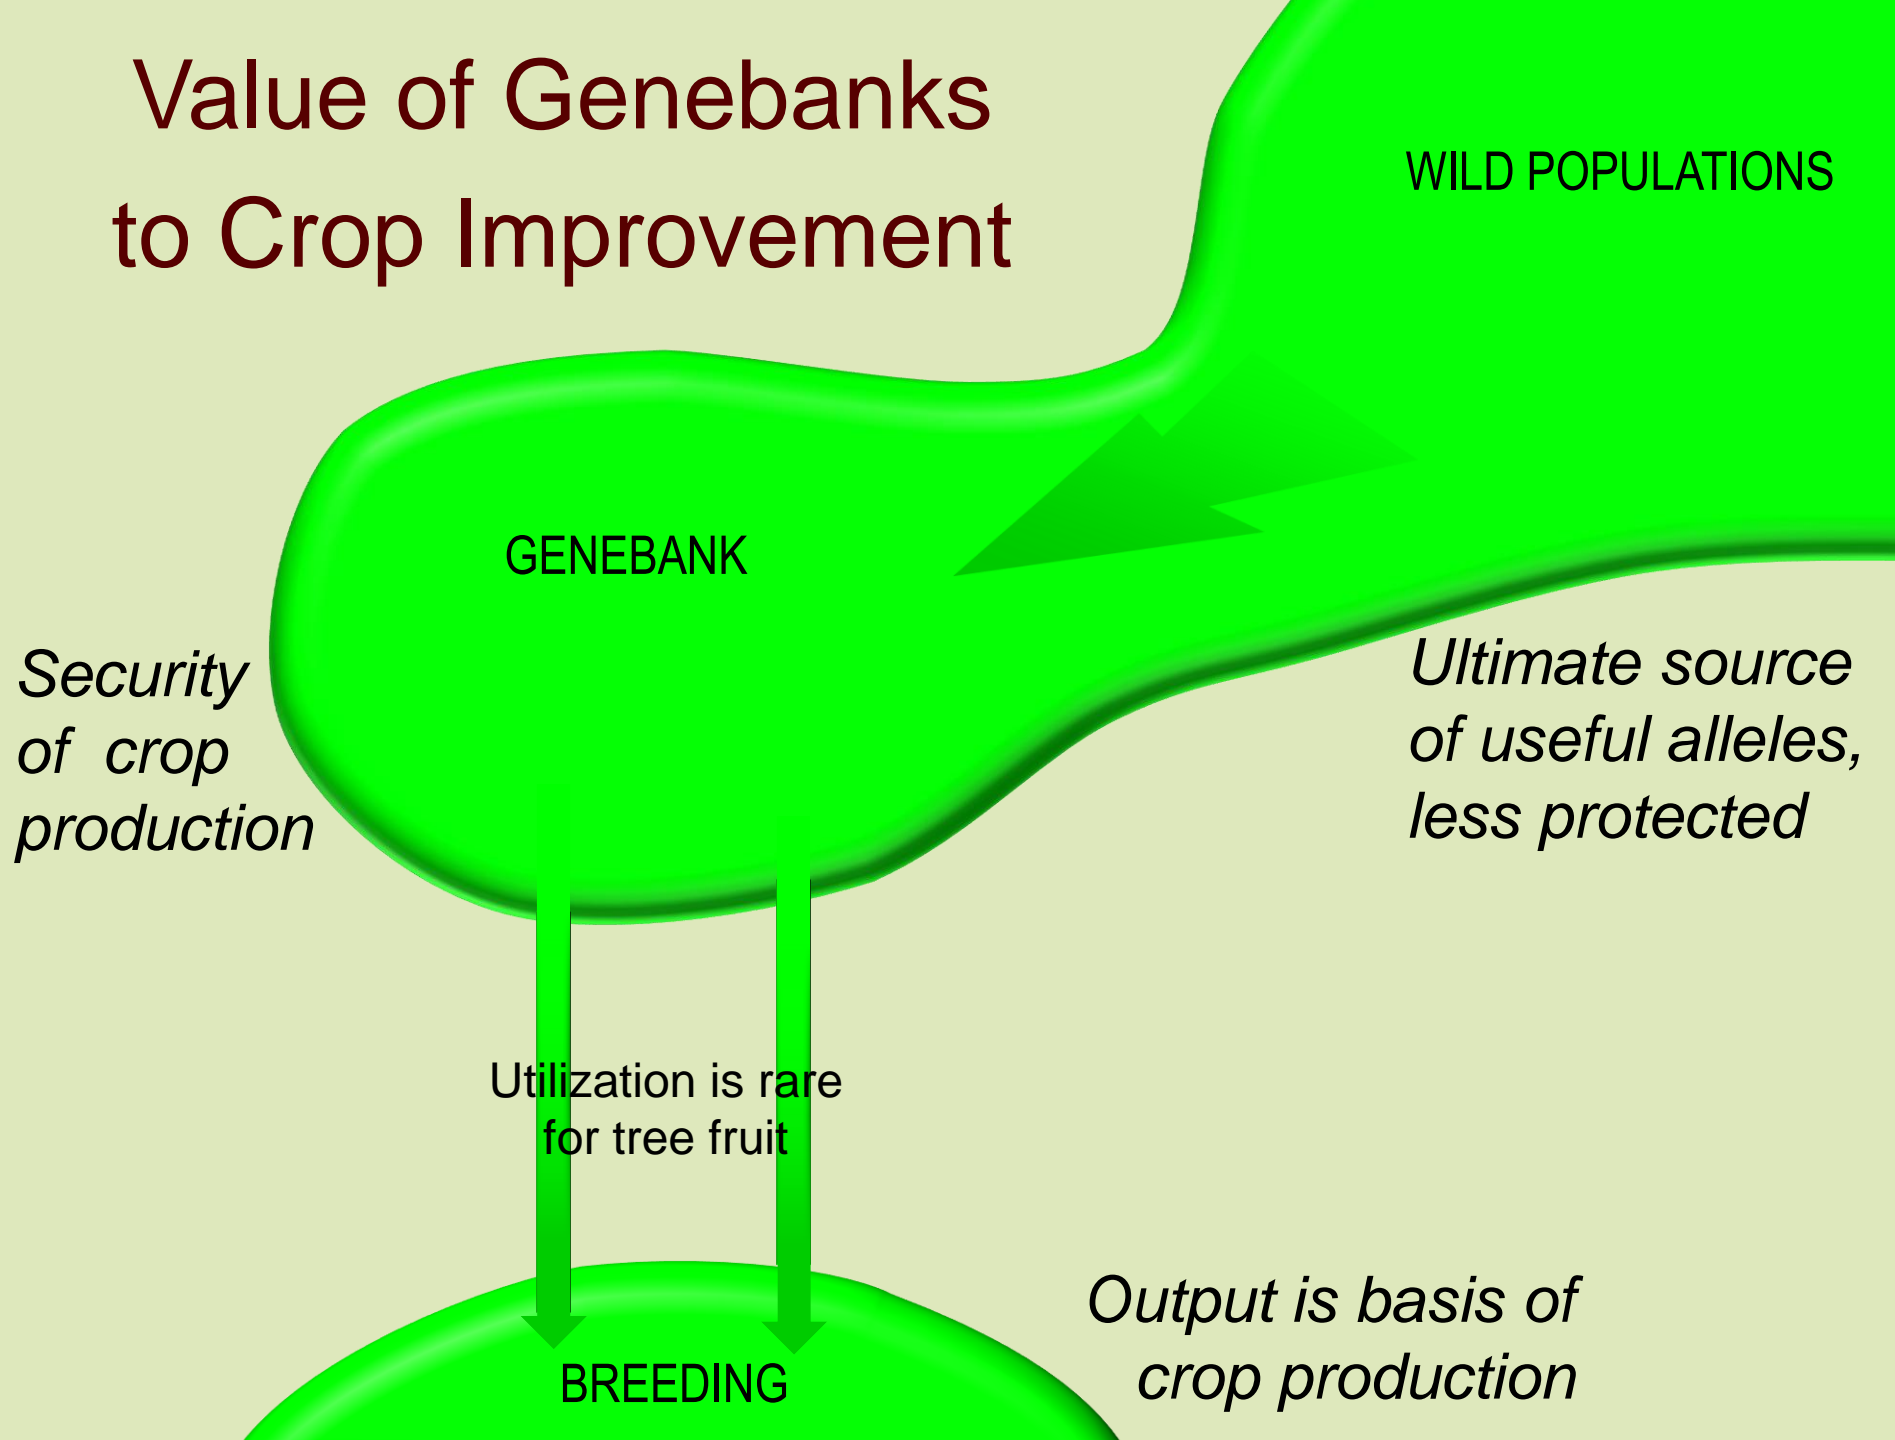 Value of Genebanks
to Crop Improvement
WILD POPULATIONS
GENEBANK
Security
of crop
production
Ultimate source
of useful alleles,
less protected
Utilization is rare
for tree fruit
Output is basis of
crop production
BREEDING